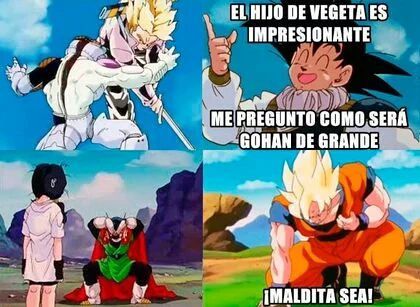 EL HIJO DE VEGETA ES
IMPRESIONANTE
ME PREGUNTO COMO SERÁ
GOHAN DE GRANDE
¡MALDITA SEA!